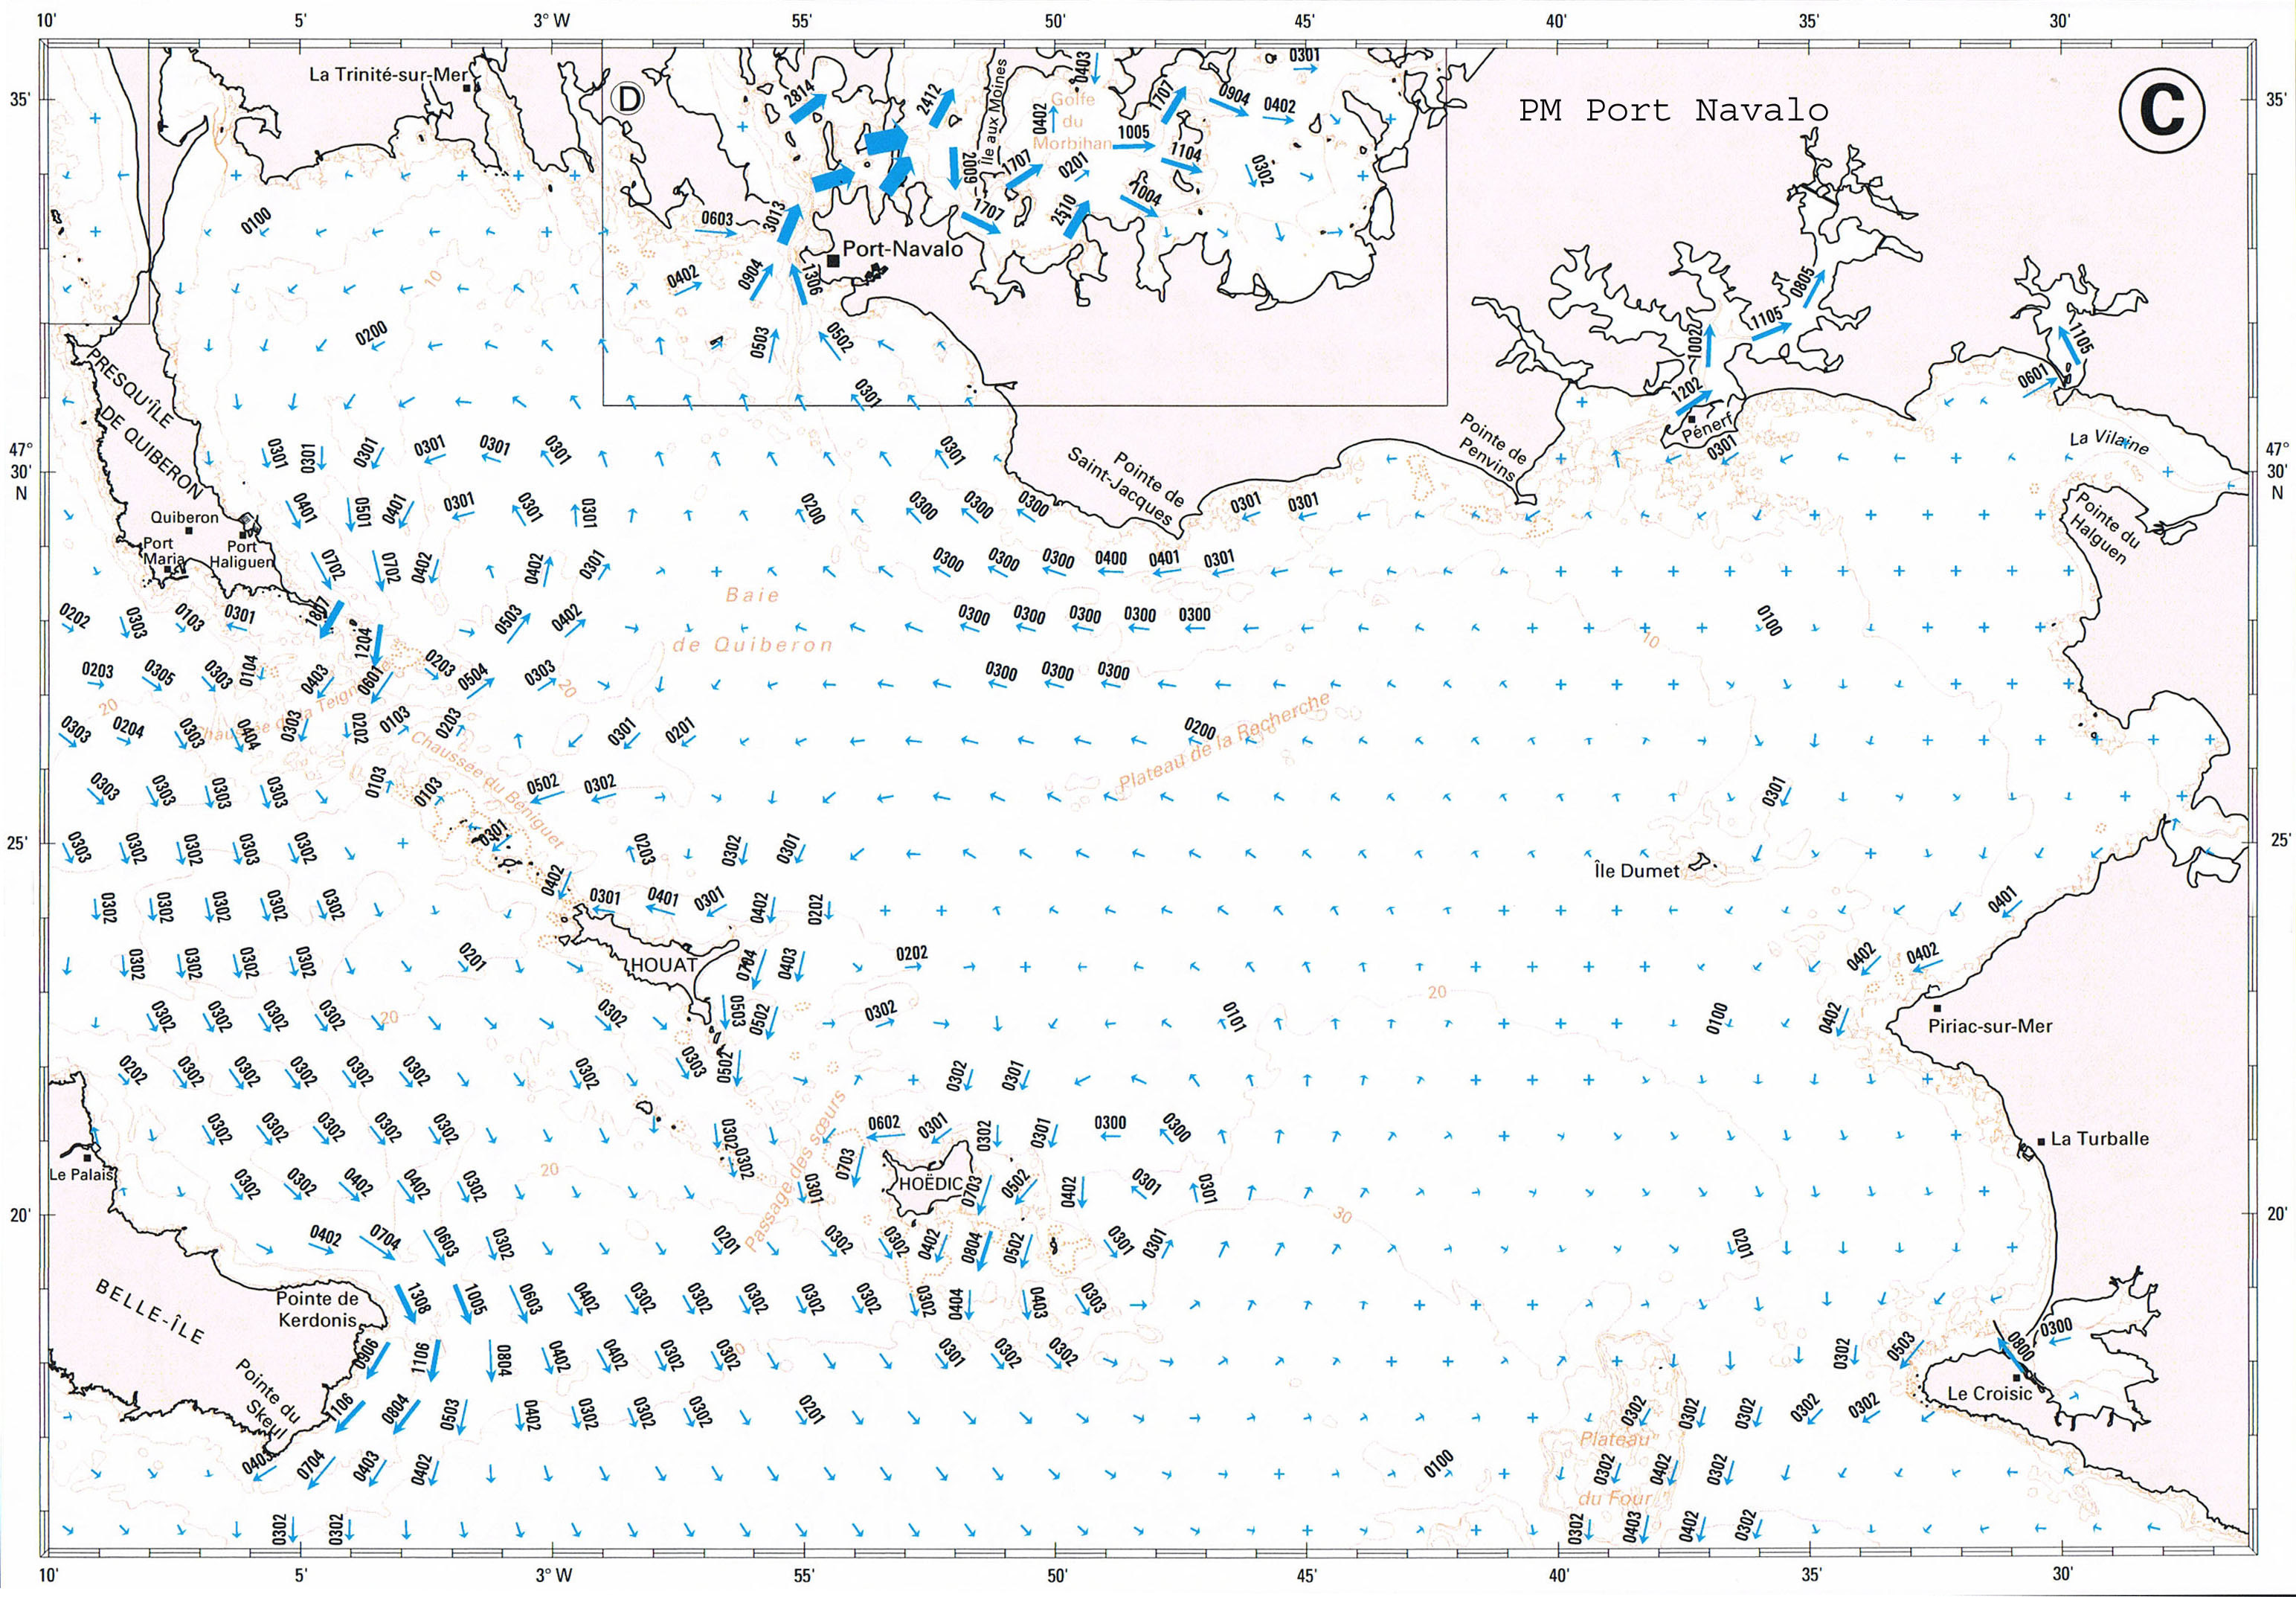 10' 5' 3° W 55' 50' 45' 40' 35' 30'
La Trinité-sur-Mer
D
2814
2412
Île aux Moines
0403
0301
1707
0904
0402
PM Port Navalo
C
35'
35'
Golfe
du
Morbihan
0402
1005
1104
2009
1707
0201
0302
0100
0603
3013
1707
2510
1004
Port-Navalo
10
0402
0904
1306
0805
0200
0503
0502
1002
1105
1105
0301
1202
0601
PRESQU'ÎLE
DE QUIBERON
Pénerf
0301
La Vilaine
47°
30'
N
47°
30'
N
0301 0301 0301 0301 0301 0301 0301
Pointe de
Saint-Jacques
Pointe de
Penvins
Pointe du
Halguen
0401 0501 0401 0301 0301 0301 0200 0300 0300 0300 0301 0301
Quiberon
Port
Maria
Port
Haliguen
0702 0702 0402 0402 0301 0300 0300 0300 0400 0401 0301
Baie
de Quiberon
0202 0303 0103 0301 1807 1204 0503 0402 0300 0300 0300 0300 0300 0100
10
0203 0305 0303 0104 0403 0601 0203 0504 0303 0300 0300 0300
20
20
Chaussée de la Teignouse
0303 0204 0303 0404 0303 0202 0103 0203 0301 0201 0200
Chaussée du Béniguet
Plateau de la Recherche
0303 0303 0303 0303 0103 0103 0502 0302 0301
25'
25'
0303 0302 0302 0303 0302 0301 0203 0302 0301
Île Dumet
0302 0302 0302 0302 0302 0402 0301 0401 0301 0402 0202 0401
HOUAT
0302 0302 0302 0302 0201 0704 0403 0202 0402 0402
20
20
0302 0302 0302 0302 0302 0503 0502 0302 0101 0100 0402
Piriac-sur-Mer
0202 0302 0302 0302 0302 0302 0302 0303 0502 0302 0301
Passage des sœurs
0302 0302 0302 0302 0302 0302 0602 0301 0302 0301 0300 0300
La Turballe
Le Palais
20
HOËDIC
0302 0302 0402 0402 0302 0302 0301 0703 0703 0502 0402 0301 0301
20'
20'
30
0402 0704 0603 0302 0201 0302 0302 0402 0804 0502 0301 0301 0201
BELLE-ÎLE
Pointe de
Kerdonis
1308 1005 0603 0402 0302 0302 0302 0302 0302 0302 0404 0403 0303
0906 1106 0804 0402 0402 0302 0302 0301 0302 0302 0302 0503 0800 0300
Pointe du
Skeul
Le Croisic
1106 0804 0503 0402 0302 0302 0302 0201 0302 0302 0302 0302 0302
Plateau
du Four
0403 0704 0403 0402 0100 0302 0402 0302
0302 0302 0302 0403 0402 0302
10' 5' 3° W 55' 50' 45' 40' 35' 30'